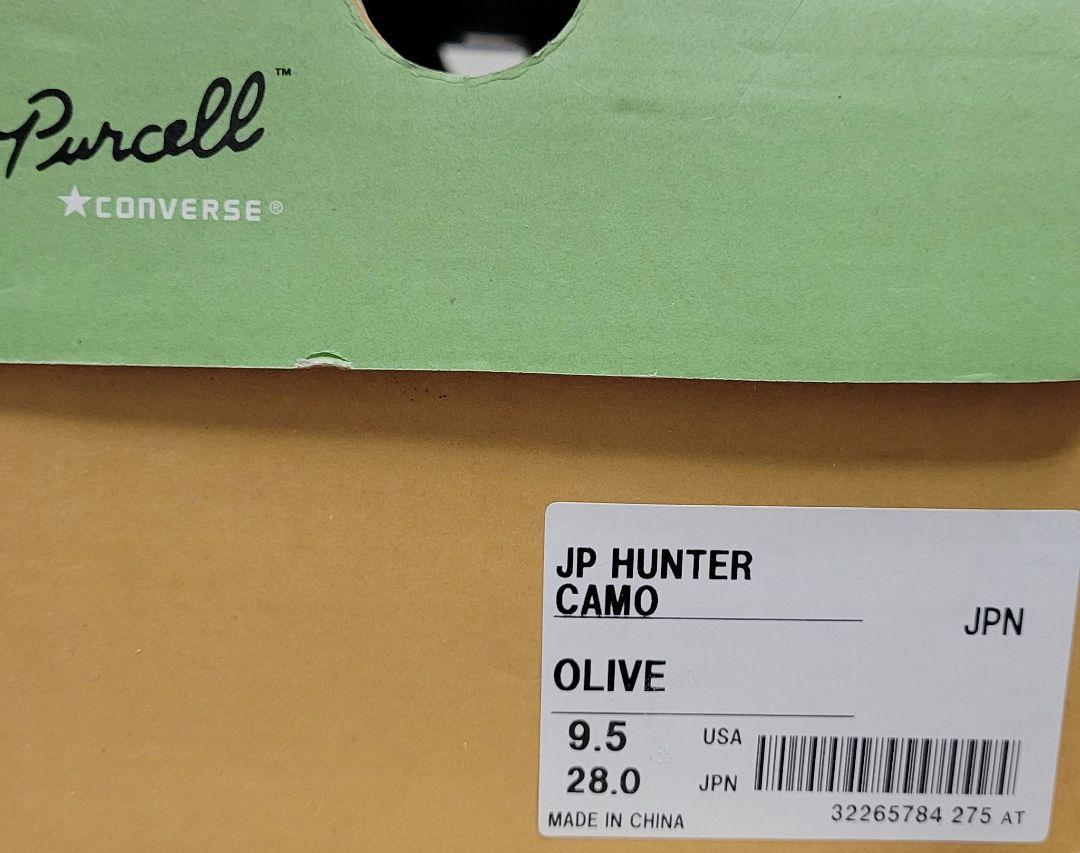 Purcell™
★CONVERSE®
JP HUNTER
CAMO
JPN
OLIVE
9.5 USA
28.0 JPN
MADE IN CHINA
32265784 275 AT